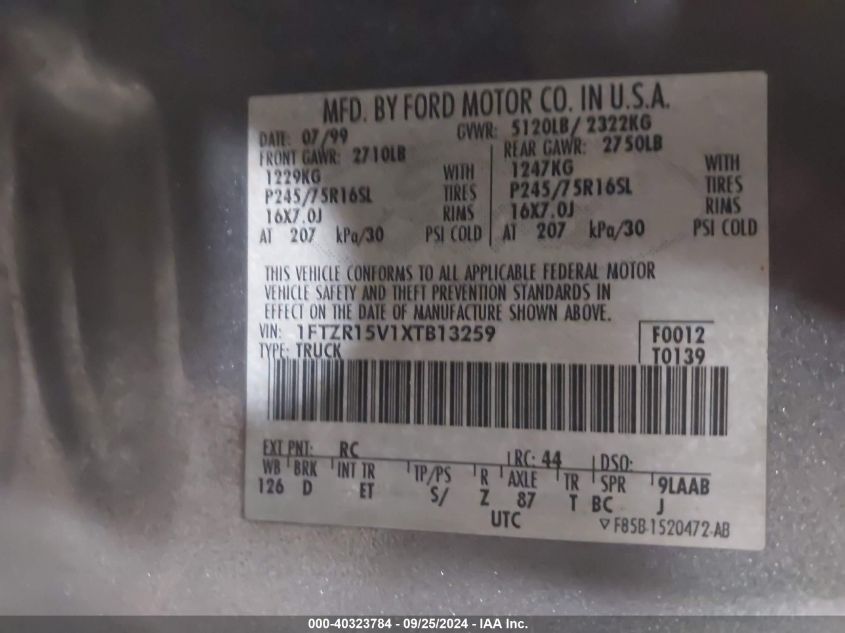 MFD. BY FORD MOTOR CO. IN U.S.A.
DATE: 07/99 GVWR: 5120LB/ 2322KG
FRONT GAWR: 2710LB REAR GAWR: 2750LB
1229KG WITH 1247KG WITH
P245/75R16SL TIRES P245/75R16SL TIRES
16X7.0J RIMS 16X7.0J RIMS
AT 207 kPa/30 PSI COLD AT 207 kPa/30 PSI COLD
THIS VEHICLE CONFORMS TO ALL APPLICABLE FEDERAL MOTOR
VEHICLE SAFETY AND THEFT PREVENTION STANDARDS IN
EFFECT ON THE DATE OF MANUFACTURE SHOWN ABOVE.
VIN: 1FTZR15V1XTB13259 F0012
TYPE: TRUCK T0139
EXT PNT: RC RC: 44 DSO:
WB BRK INT TR TP/PS R AXLE TR SPR 9LAAB
126 D ET S/ Z 87 T BC J
UTC ▽F85B-1520472-AB
000-40323784 - 09/25/2024 - IAA Inc.